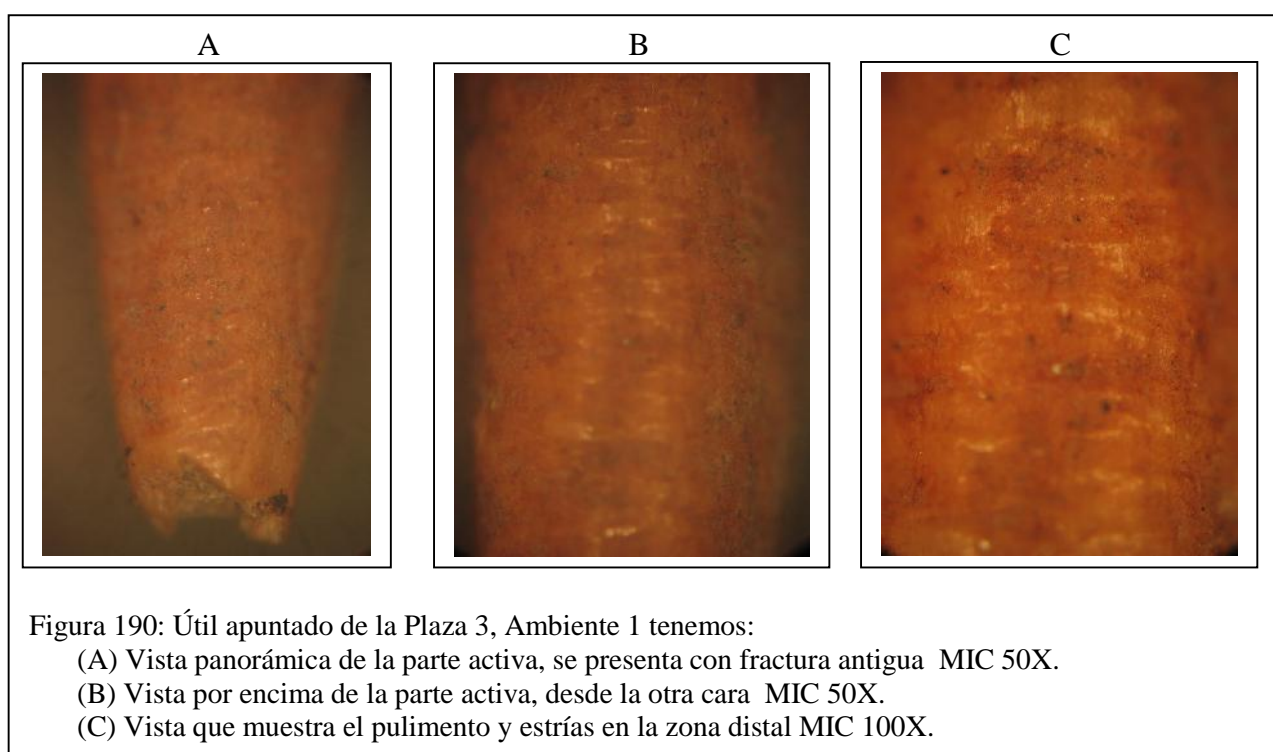 A B C
Figura 190: Útil apuntado de la Plaza 3, Ambiente 1 tenemos:
(A) Vista panorámica de la parte activa, se presenta con fractura antigua MIC 50X.
(B) Vista por encima de la parte activa, desde la otra cara MIC 50X.
(C) Vista que muestra el pulimento y estrías en la zona distal MIC 100X.